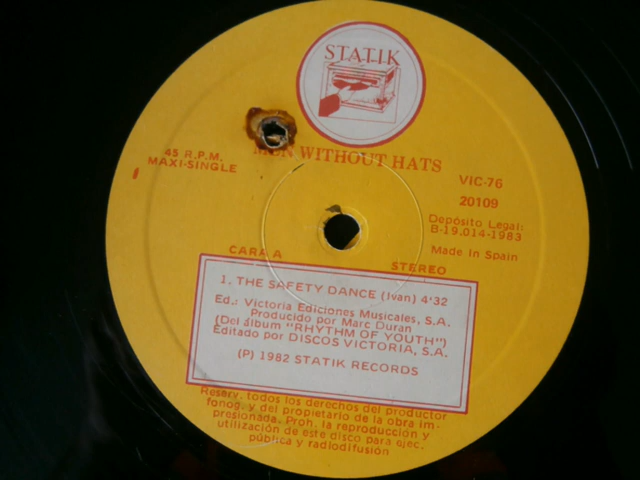 STATIK
MEN WITHOUT HATS
45 R.P.M.
MAXI-SINGLE
VIC-76
20109
Depósito Legal:
B-19.014-1983
Made In Spain
CARA A
STEREO
1. THE SAFETY DANCE (Ivan) 4'32
Ed.: Victoria Ediciones Musicales, S.A.
Producido por Marc Duran
(Del álbum "RHYTHM OF YOUTH")
Editado por DISCOS VICTORIA, S.A.
(P) 1982 STATIK RECORDS
Reserv. todos los derechos del productor
fonog. y del propietario de la obra im-
presionada. Proh. la reproducción y
utilización de este disco para ejec.
pública y radiodifusión